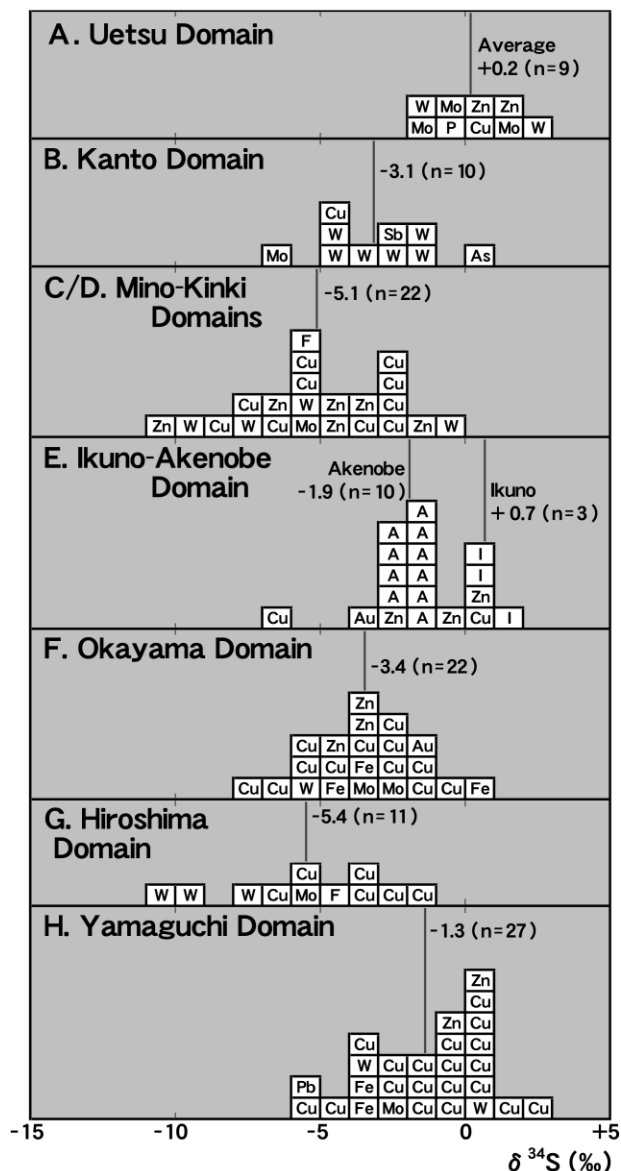 A. Uetsu Domain
Average
+0.2 (n=9)
W Mo Zn Zn
Mo P Cu Mo W
B. Kanto Domain
-3.1 (n=10)
Cu
W Sb W
Mo W W W W As
C/D. Mino-Kinki
Domains
-5.1 (n=22)
F
Cu Cu
Cu Cu
Cu Zn W Zn Zn Cu
Zn W Cu W Cu Mo Zn Cu Cu Zn W
E. Ikuno-Akenobe
Domain
Akenobe
-1.9 (n=10)
Ikuno
+ 0.7 (n=3)
A
A A
A A I
A A I
A A Zn
Cu Au Zn A Zn Cu I
F. Okayama Domain
-3.4 (n=22)
Zn
Zn Cu
Cu Zn Cu Cu Au
Cu Cu Fe Cu Cu
Cu Cu W Fe Mo Mo Cu Cu Fe
G. Hiroshima
Domain
-5.4 (n=11)
Cu Cu
W W W Cu Mo F Cu Cu Cu
H. Yamaguchi Domain
-1.3 (n=27)
Zn
Cu
Zn Cu
Cu Cu Cu
W Cu Cu Cu Cu
Pb Fe Cu Cu Cu Cu
Cu Cu Fe Mo Cu Cu W Cu Cu
-15 -10 -5 0 +5
δ ³⁴S (‰)